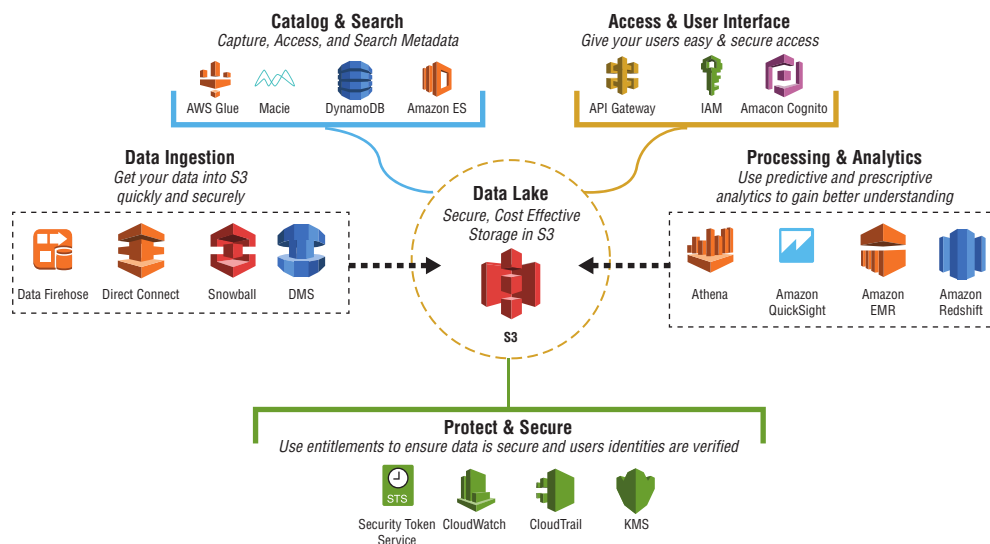 Catalog & Search
Capture, Access, and Search Metadata
AWS Glue
Macie
DynamoDB
Amazon ES
Access & User Interface
Give your users easy & secure access
API Gateway
IAM
Amacon Cognito
Data Ingestion
Get your data into S3
quickly and securely
Data Firehose
Direct Connect
Snowball
DMS
Data Lake
Secure, Cost Effective
Storage in S3
S3
Processing & Analytics
Use predictive and prescriptive
analytics to gain better understanding
Athena
Amazon
QuickSight
Amazon
EMR
Amazon
Redshift
Protect & Secure
Use entitlements to ensure data is secure and users identities are verified
STS
Security Token
Service
CloudWatch
CloudTrail
KMS